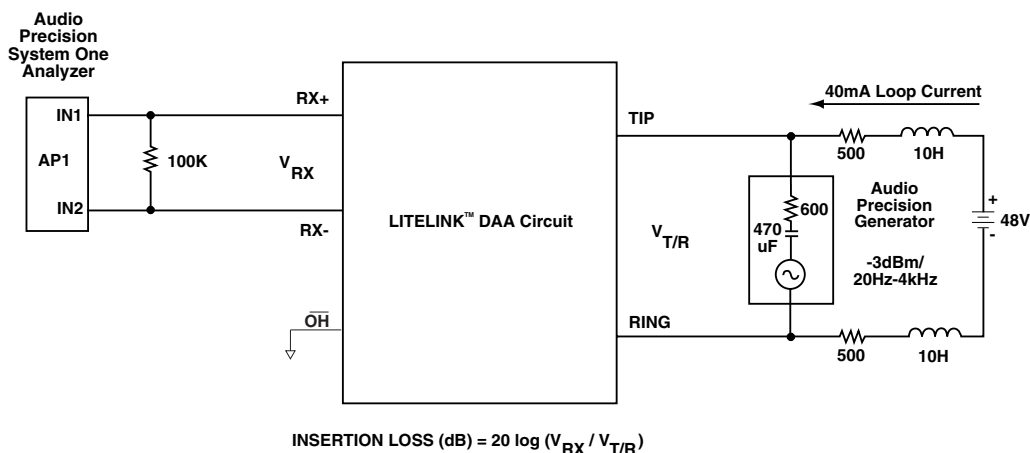 Audio
Precision
System One
Analyzer
IN1
AP1
IN2
100K
RX+
V RX
RX-
OH
LITELINK™ DAA Circuit
TIP
V T/R
RING
40mA Loop Current
500
10H
600
470
uF
Audio
Precision
Generator
-3dBm/
20Hz-4kHz
+
48V
-
500
10H
INSERTION LOSS (dB) = 20 log (V RX / V T/R)